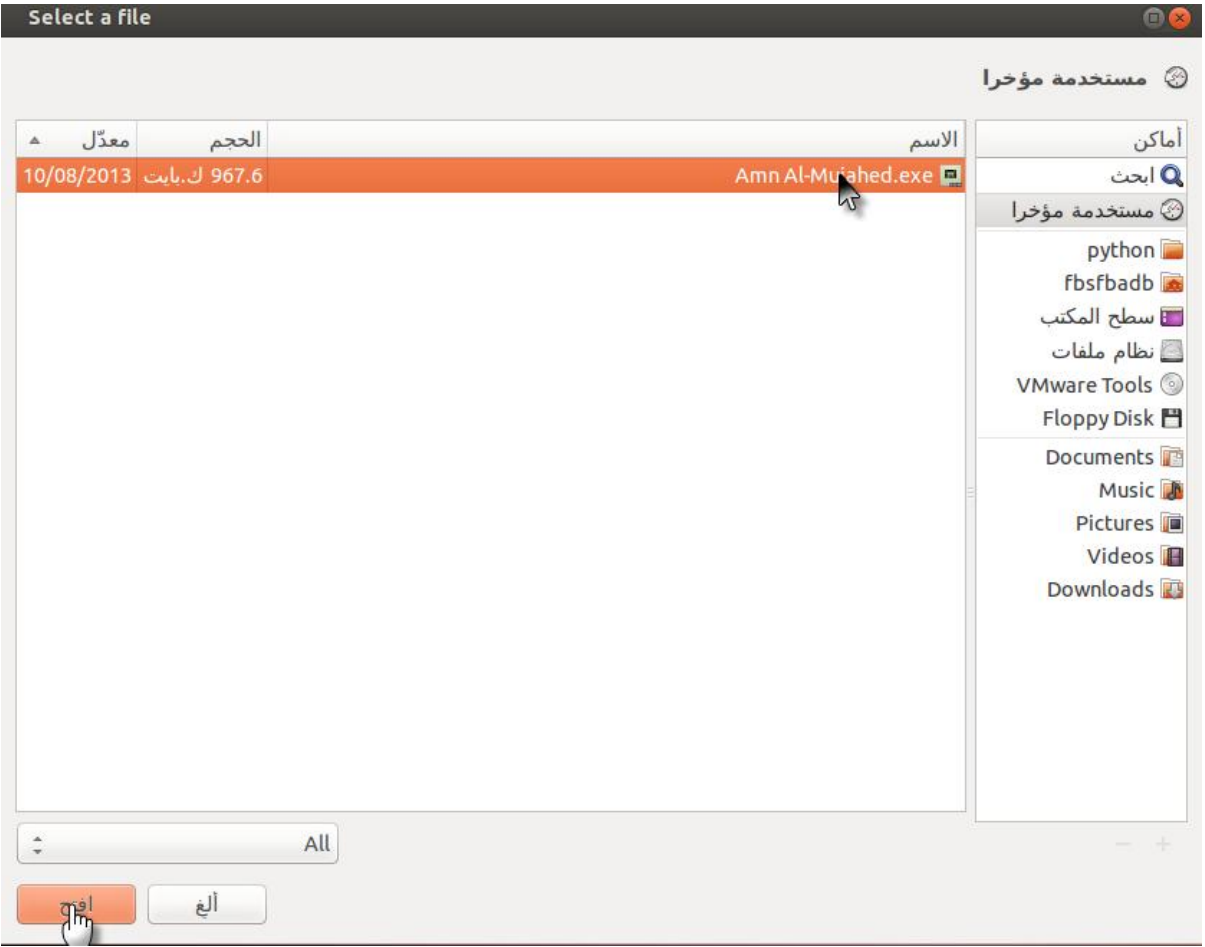 Select a file
مستخدمة مؤخرا
أماكن
ابحث
مستخدمة مؤخرا
python
fbsfbadb
سطح المكتب
نظام ملفات
VMware Tools
Floppy Disk
Documents
Music
Pictures
Videos
Downloads
الاسم الحجم معدّل
Amn Al-Mujahed.exe 967.6 ك.بايت 10/08/2013
All
ألغ افتح